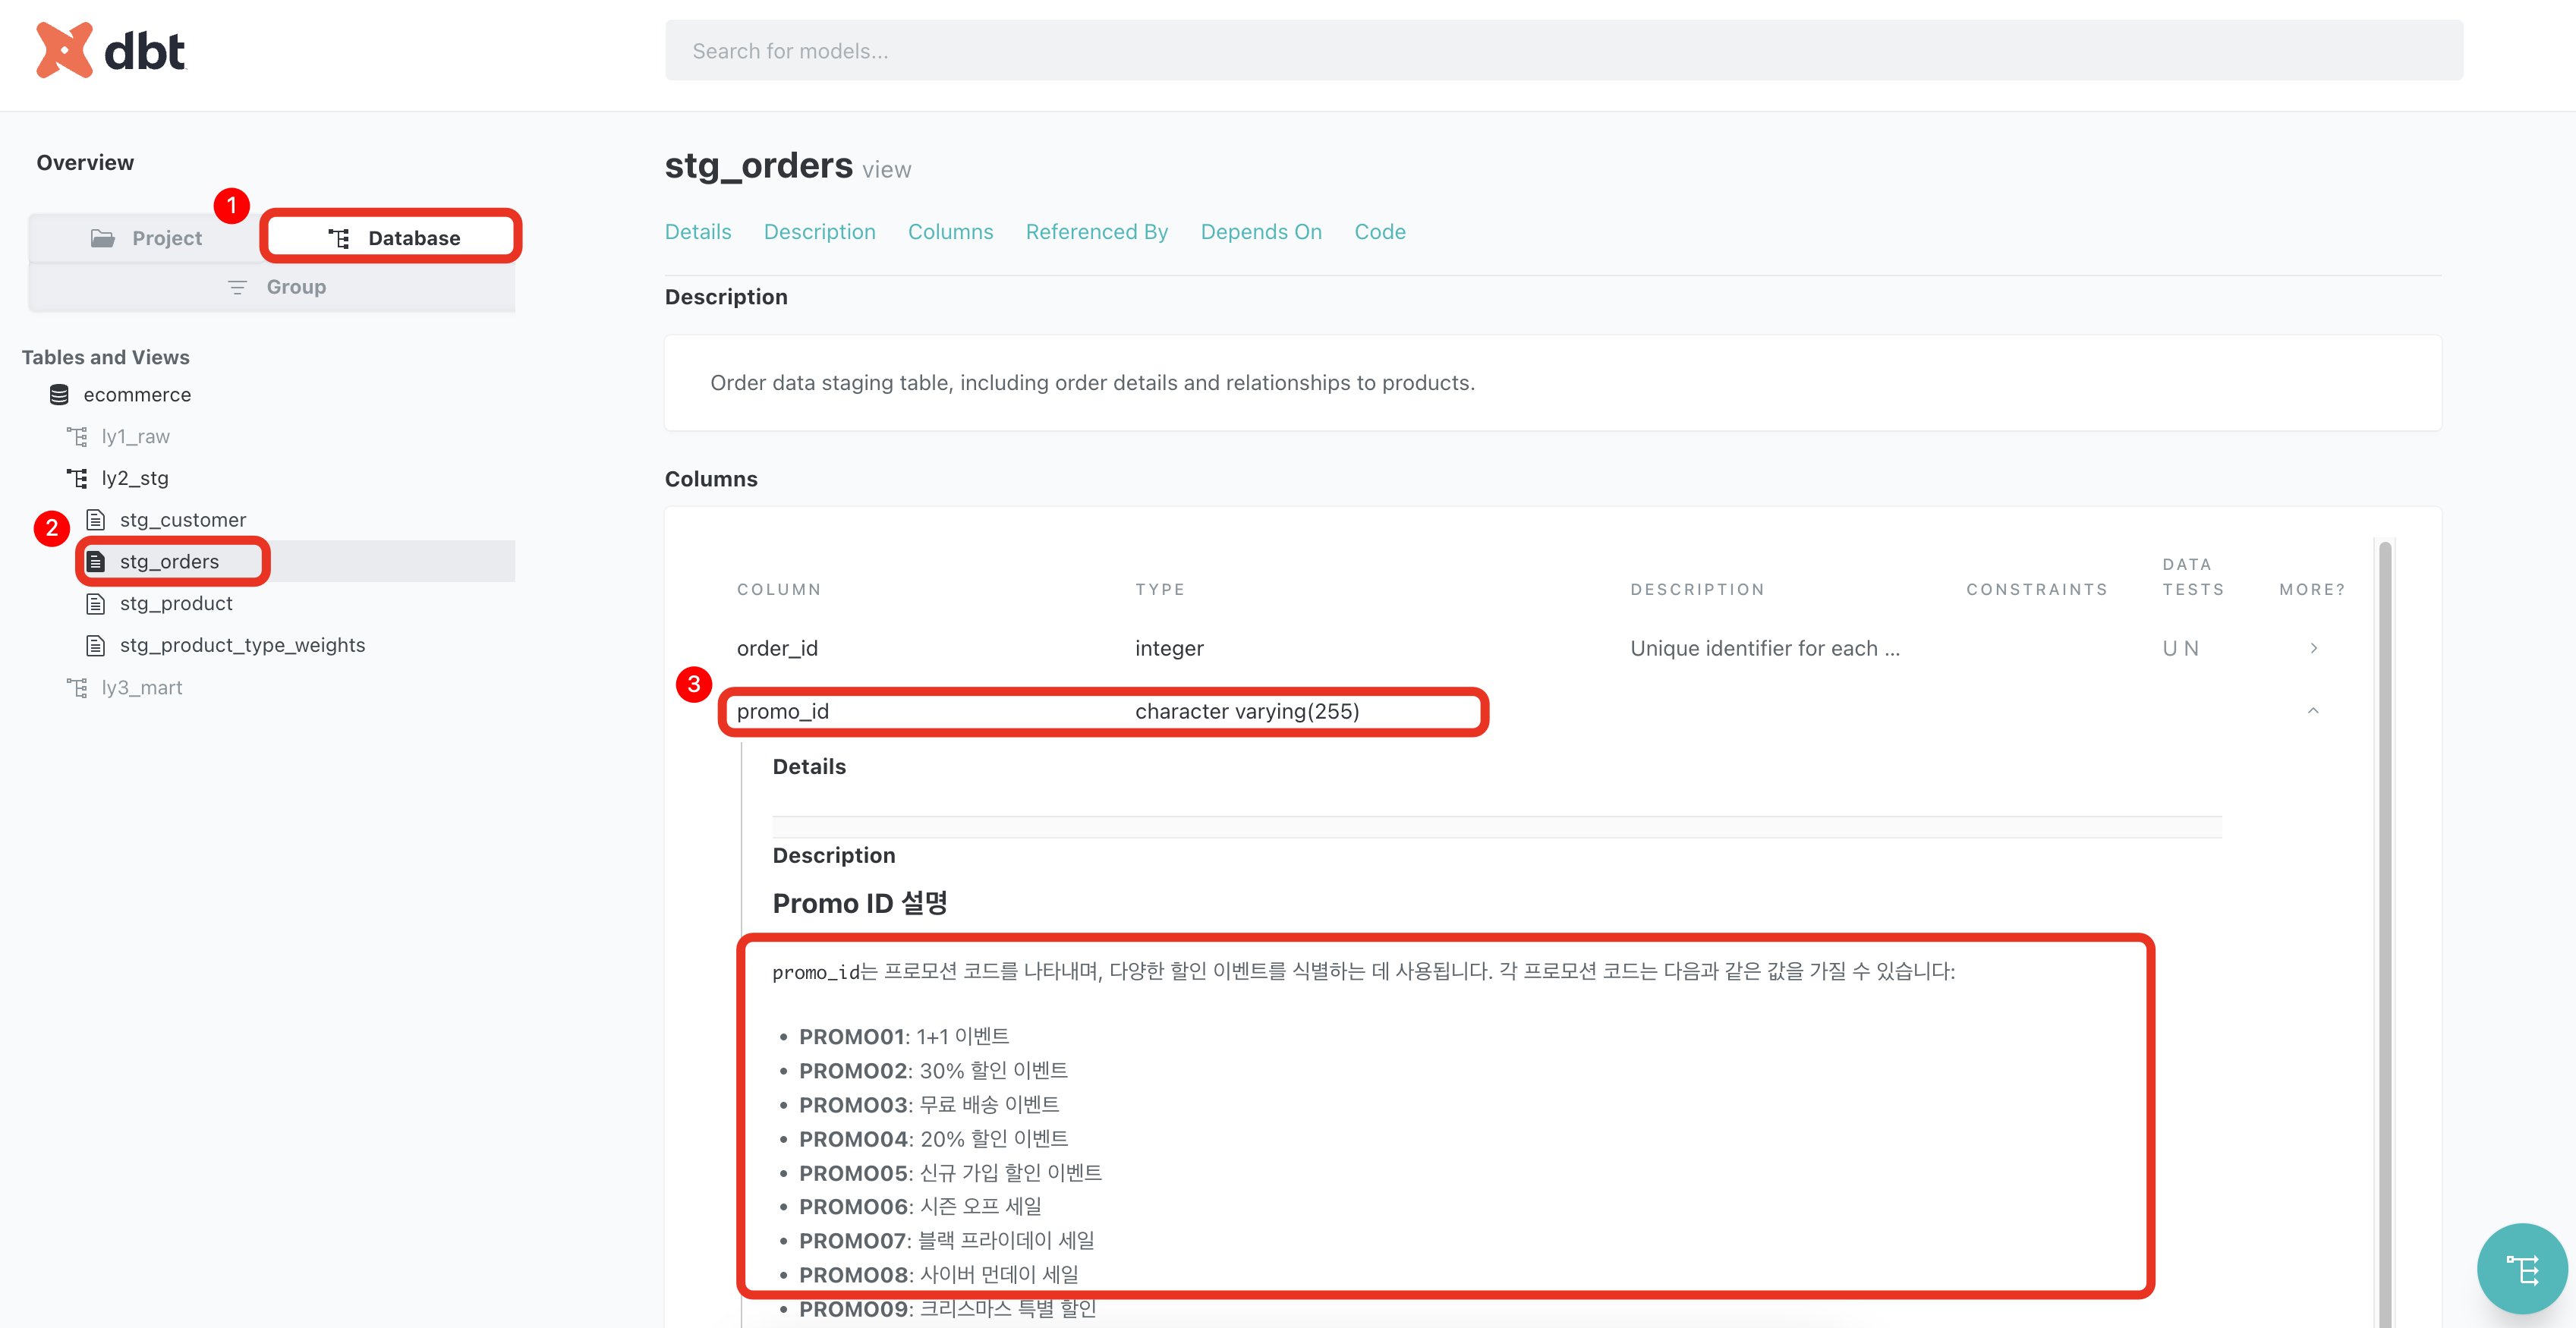 dbt
Search for models...
Overview
1
Project
Database
Group
Tables and Views
ecommerce
ly1_raw
ly2_stg
stg_customer
2
stg_orders
stg_product
stg_product_type_weights
ly3_mart
stg_orders view
Details Description Columns Referenced By Depends On Code
Description
Order data staging table, including order details and relationships to products.
Columns
COLUMN TYPE DESCRIPTION CONSTRAINTS DATA TESTS MORE?
order_id integer Unique identifier for each ... U N
3
promo_id character varying(255)
Details
Description
Promo ID 설명
promo_id는 프로모션 코드를 나타내며, 다양한 할인 이벤트를 식별하는 데 사용됩니다. 각 프로모션 코드는 다음과 같은 값을 가질 수 있습니다:
• PROMO01: 1+1 이벤트
• PROMO02: 30% 할인 이벤트
• PROMO03: 무료 배송 이벤트
• PROMO04: 20% 할인 이벤트
• PROMO05: 신규 가입 할인 이벤트
• PROMO06: 시즌 오프 세일
• PROMO07: 블랙 프라이데이 세일
• PROMO08: 사이버 먼데이 세일
• PROMO09: 크리스마스 특별 할인